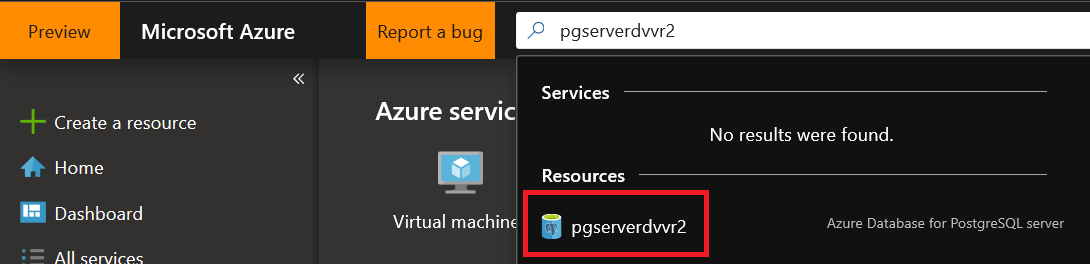 Preview
Microsoft Azure
Report a bug
pgserverdvvr2
«
Create a resource
Home
Dashboard
All services
Azure servic
Virtual machine
Services
No results were found.
Resources
pgserverdvvr2
Azure Database for PostgreSQL server